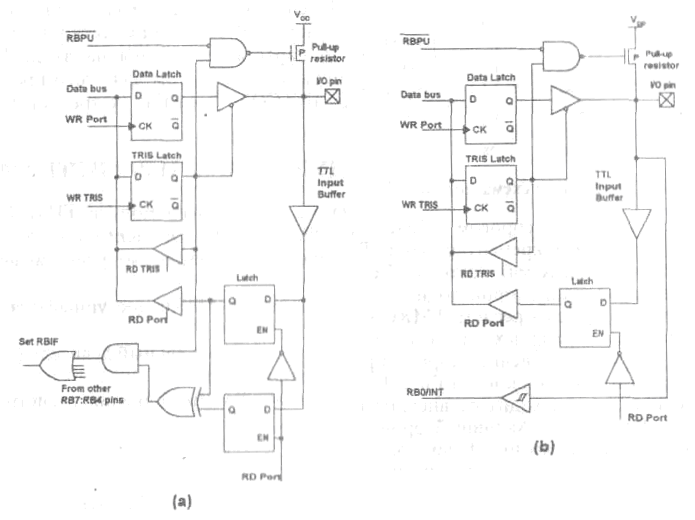 VCC
RBPU
P
Pull-up
resistor
Data bus
Data Latch
D Q
I/O pin
WR Port
CK Q
TRIS Latch
D Q
TTL
Input
Buffer
WR TRIS
CK Q
RD TRIS
Latch
Q D
RD Port
EN
Set RBIF
From other
RB7:RB4 pins
Q D
EN
RD Port
(a)
RBPU
P
Pull-up
resistor
Data bus
Data Latch
D Q
I/O pin
WR Port
CK Q
TRIS Latch
D Q
TTL
Input
Buffer
WR TRIS
CK Q
RD TRIS
Latch
Q D
RD Port
EN
RB0/INT
RD Port
(b)